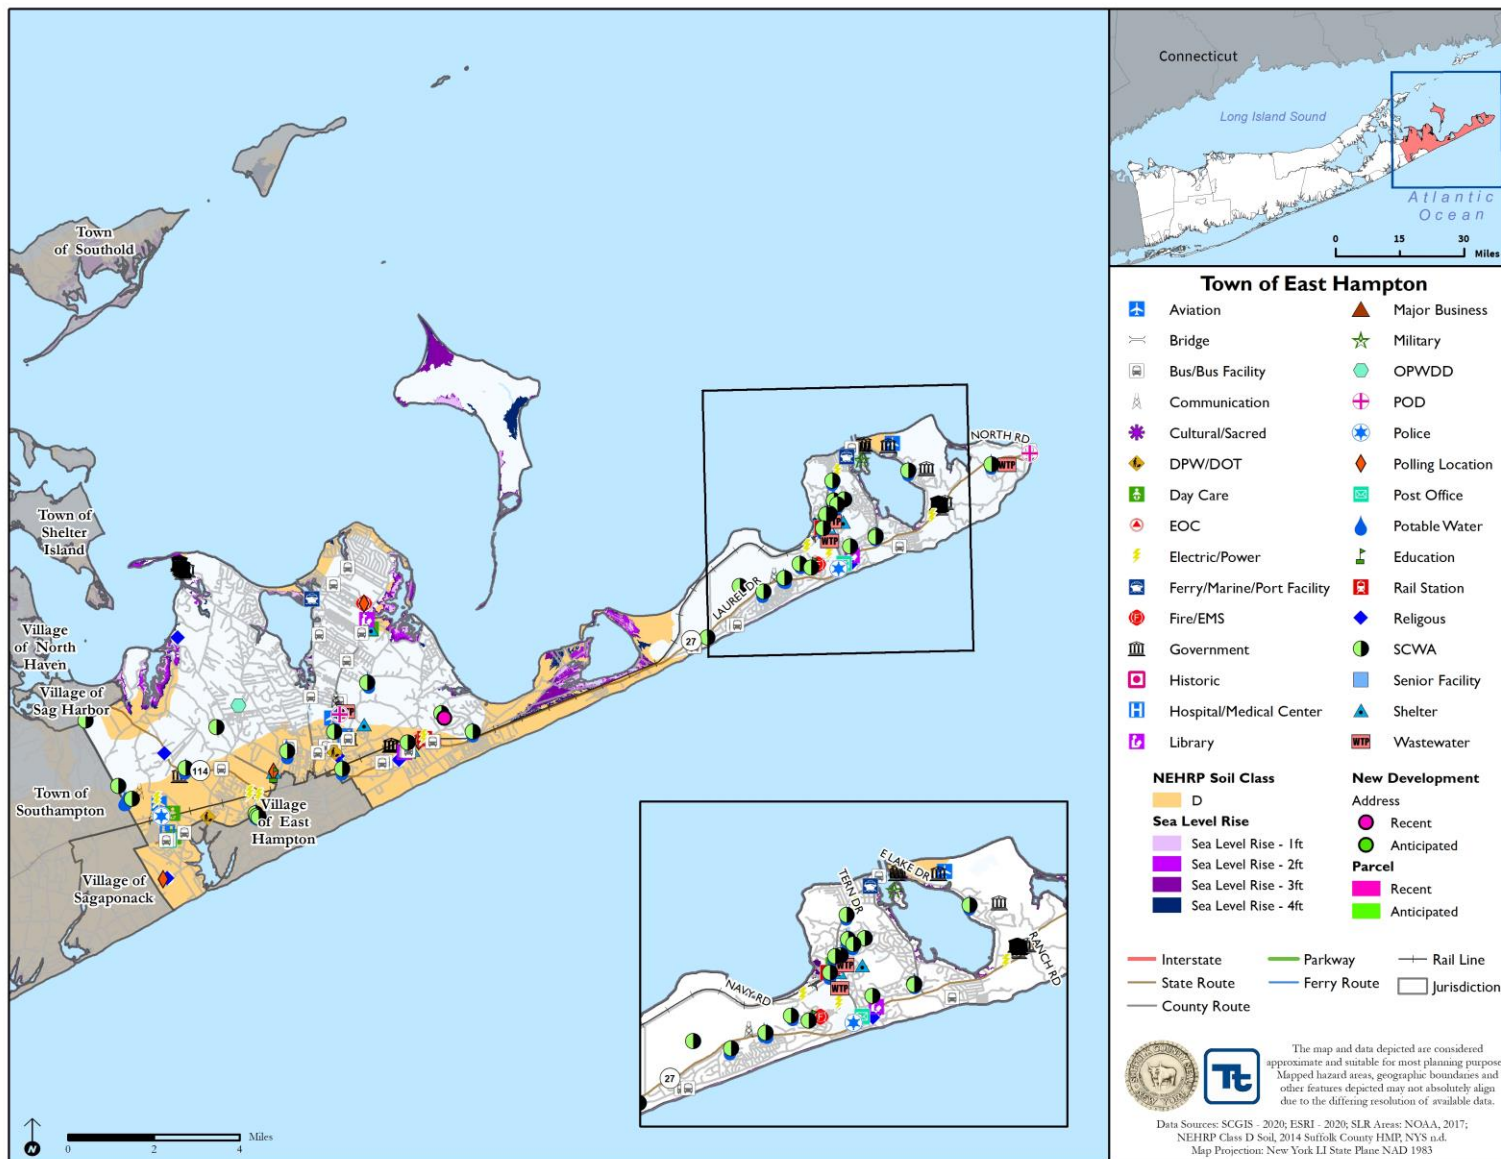 Connecticut
Long Island Sound
Atlantic
Ocean
0 15 30
Miles
Town
of Southold
Town of
Shelter
Island
Village
of North
Haven
Village of
Sag Harbor
Town of
Southampton
Village of
Sagaponack
Village
of East
Hampton
114
27
LAUREL DR
NORTH RD
WTP
WTP
WTP
N
0 2 4
Miles
E LAKE DR
TERN DR
NAVY RD
RANCH RD
WTP
WTP
27
Town of East Hampton
Aviation
Bridge
Bus/Bus Facility
Communication
Cultural/Sacred
DPW/DOT
Day Care
EOC
Electric/Power
Ferry/Marine/Port Facility
Fire/EMS
Government
Historic
Hospital/Medical Center
Library
Major Business
Military
OPWDD
POD
Police
Polling Location
Post Office
Potable Water
Education
Rail Station
Religous
SCWA
Senior Facility
Shelter
WTP Wastewater
NEHRP Soil Class
D
Sea Level Rise
Sea Level Rise - 1ft
Sea Level Rise - 2ft
Sea Level Rise - 3ft
Sea Level Rise - 4ft
New Development
Address
Recent
Anticipated
Parcel
Recent
Anticipated
Interstate
State Route
County Route
Parkway
Ferry Route
Rail Line
Jurisdiction
Tt
The map and data depicted are considered
approximate and suitable for most planning purpose
Mapped hazard areas, geographic boundaries and
other features depicted may not absolutely align
due to the differing resolution of available data.
Data Sources: SCGIS - 2020; ESRI - 2020; SLR Areas: NOAA, 2017;
NEHRP Class D Soil, 2014 Suffolk County HMP, NYS n.d.
Map Projection: New York LI State Plane NAD 1983